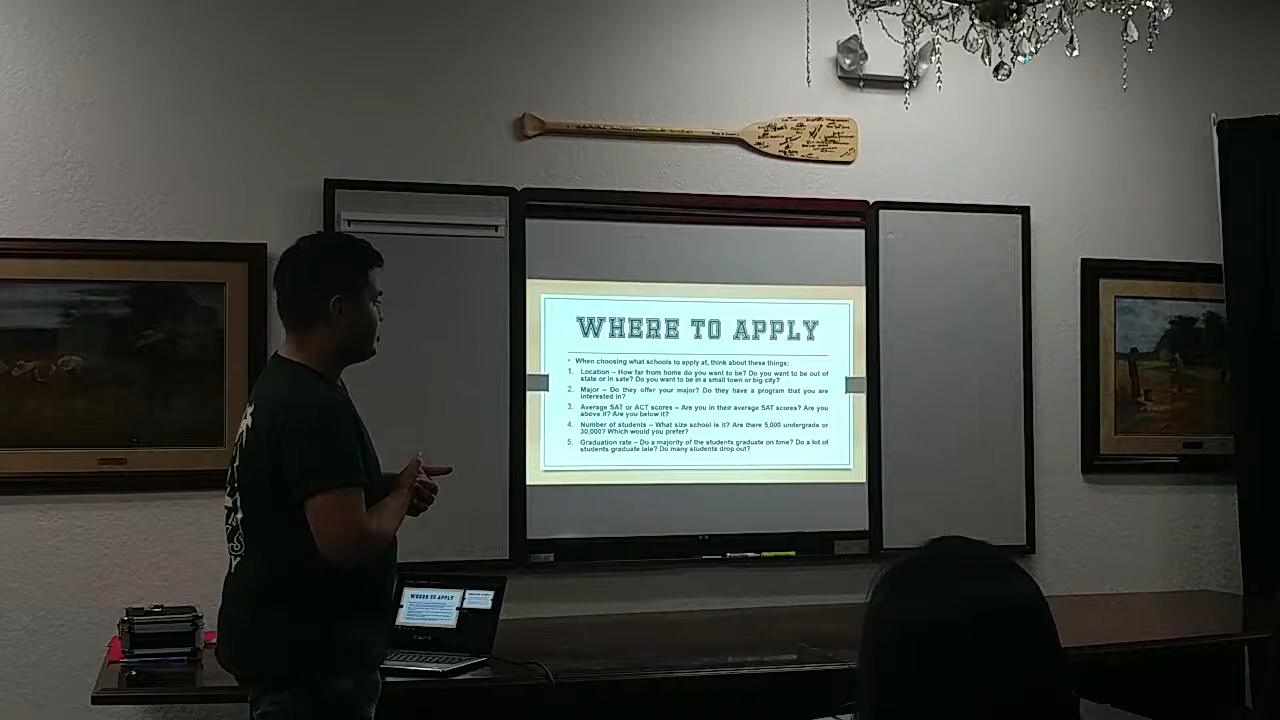 WHERE TO APPLY
• When choosing what schools to apply at, think about these things:
1. Location – How far from home do you want to be? Do you want to be out of
state or in sate? Do you want to be in a small town or big city?
2. Major – Do they offer your major? Do they have a program that you are
interested in?
3. Average SAT or ACT scores – Are you in their average SAT scores? Are you
above it? Are you below it?
4. Number of students – What size school is it? Are there 5,000 undergrads or
30,000? Which would you prefer?
5. Graduation rate – Do a majority of the students graduate on time? Do a lot of
students graduate late? Do many students drop out?
WHERE TO APPLY